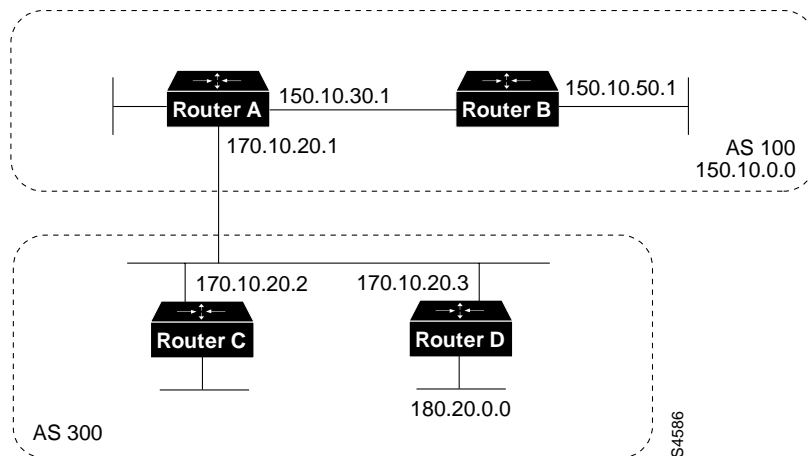 Router A
150.10.30.1
Router B
150.10.50.1
170.10.20.1
AS 100
150.10.0.0
170.10.20.2
170.10.20.3
Router C
Router D
180.20.0.0
AS 300
S4586